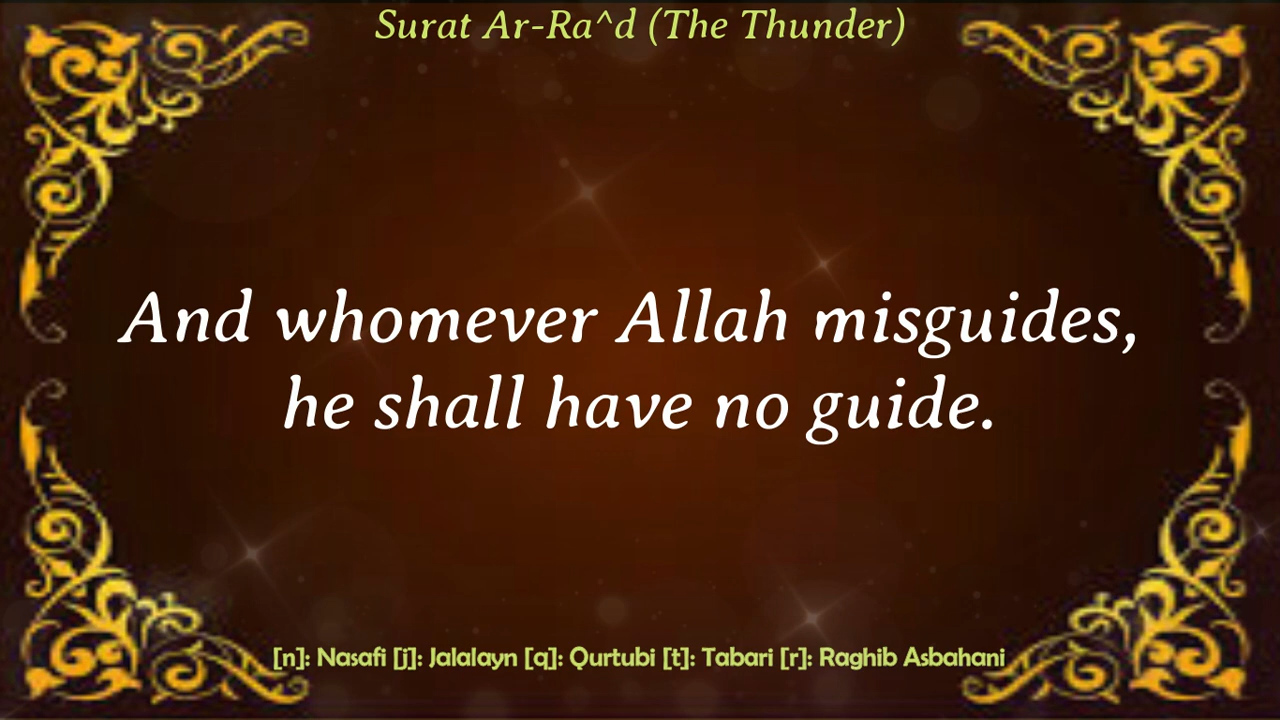 Surat Ar-Ra^d (The Thunder)
And whomever Allah misguides,
he shall have no guide.
[n]: Nasafi [j]: Jalalayn [q]: Qurtubi [t]: Tabari [r]: Raghib Asbahani